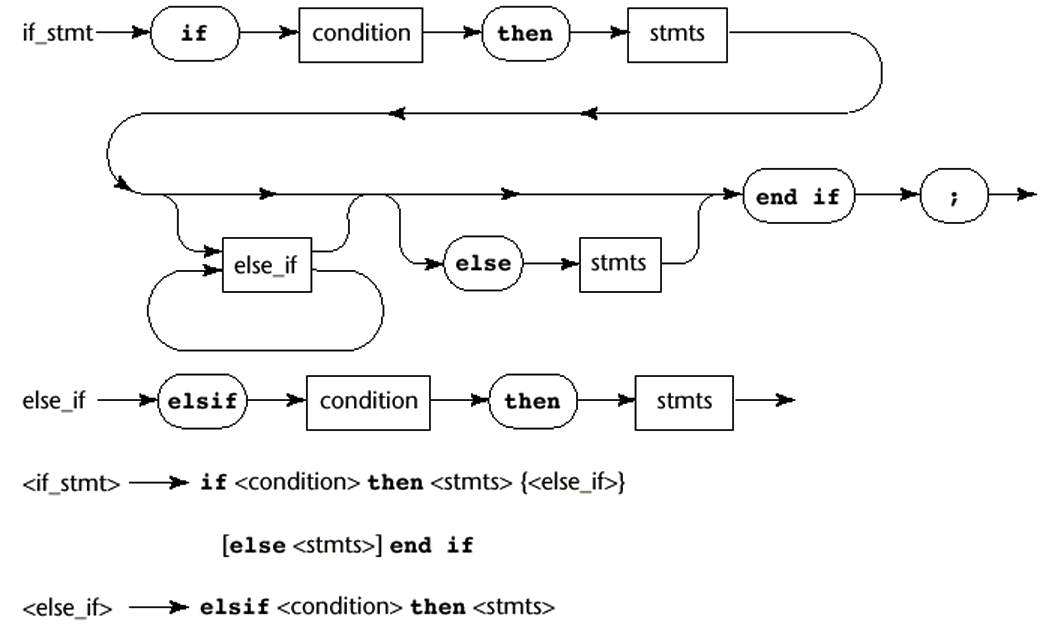 if_stmt if condition then stmts
end if ;
else_if else stmts
else_if elsif condition then stmts
<if_stmt> if <condition> then <stmts> {<else_if>}
[else <stmts>] end if
<else_if> elsif <condition> then <stmts>